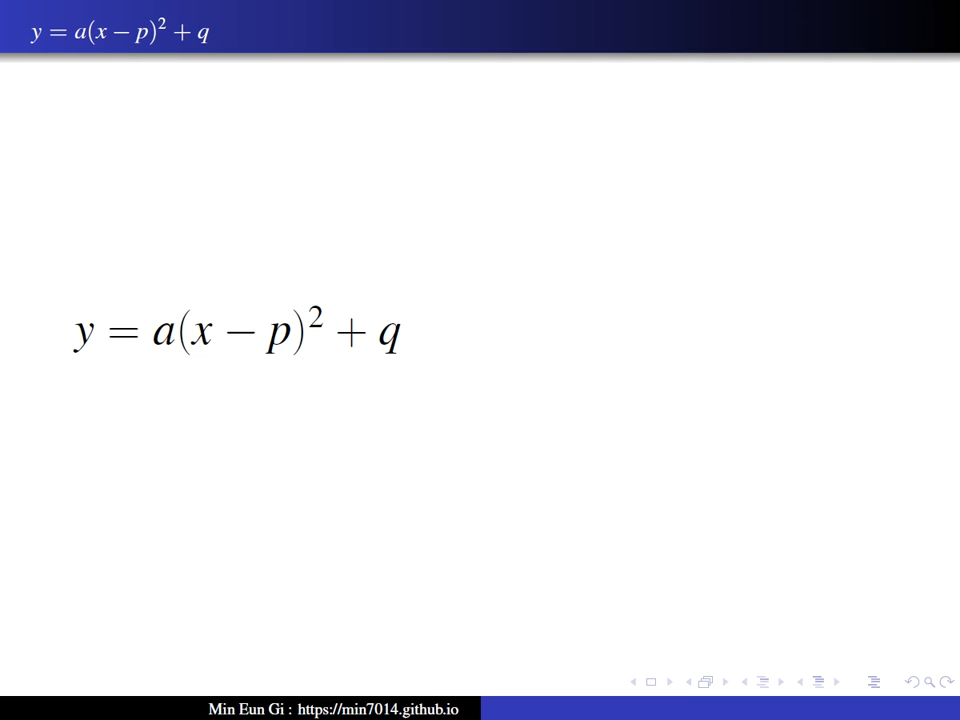 y = a(x − p)² + q
y = a(x − p)² + q
Min Eun Gi : https://min7014.github.io